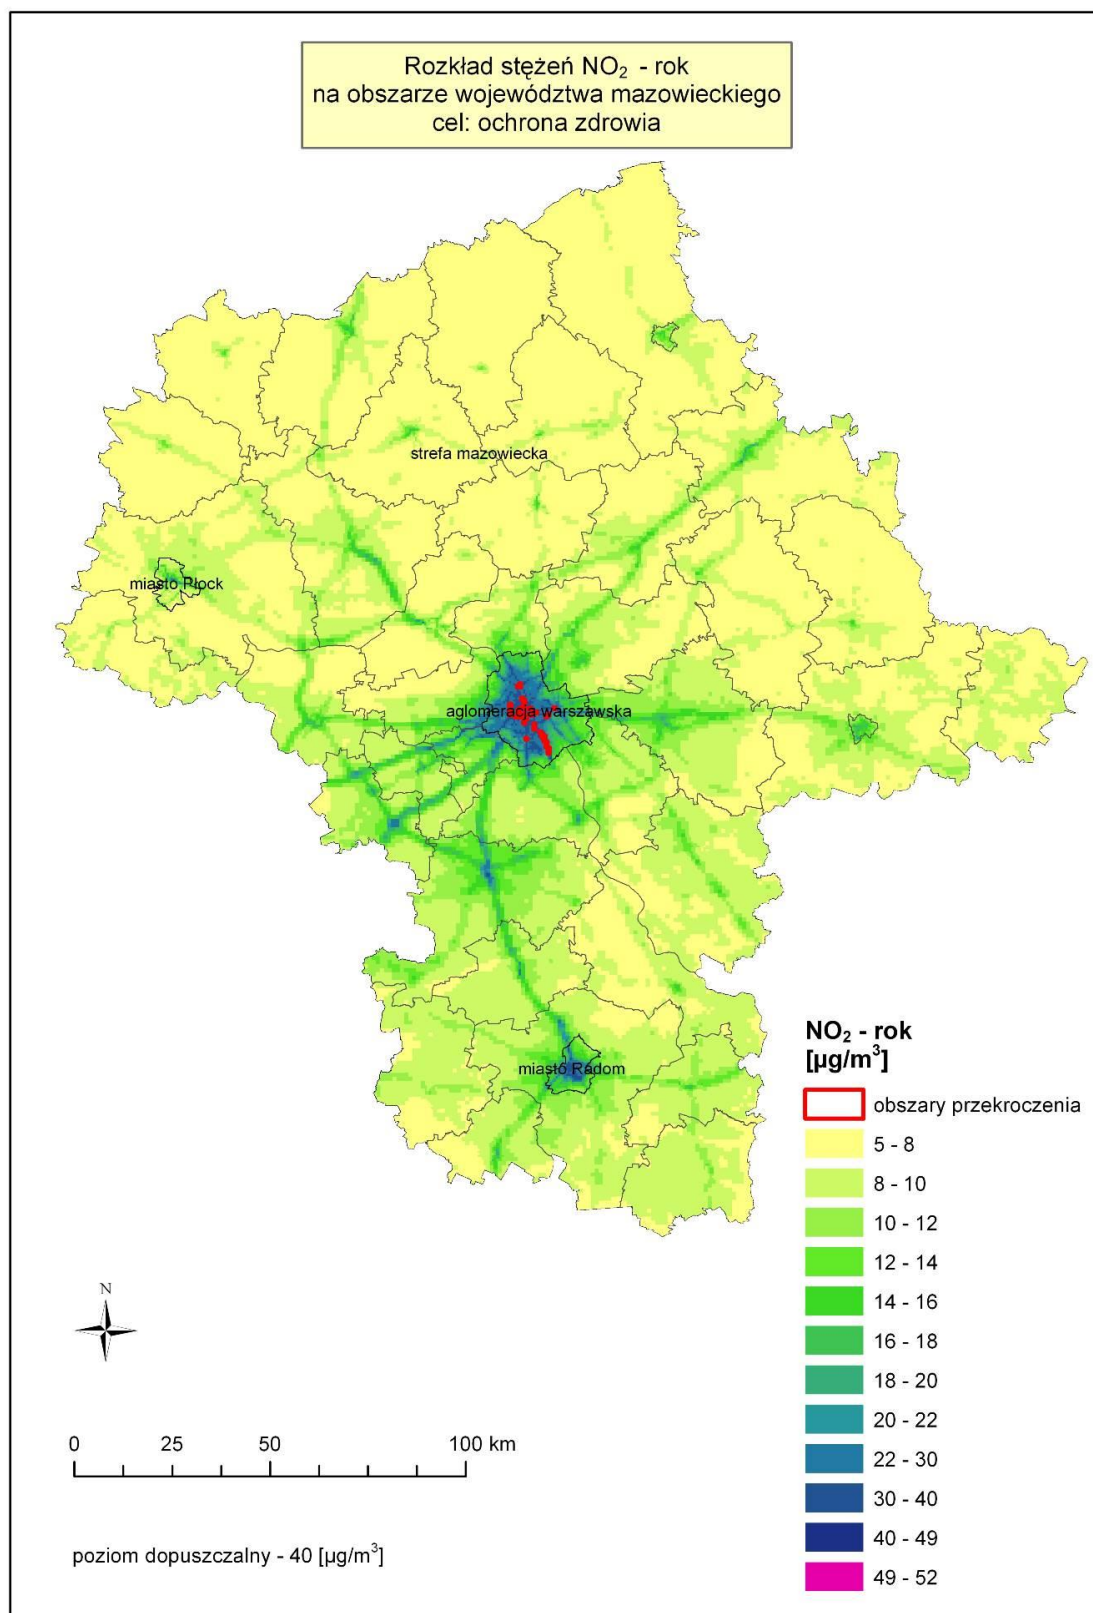 Rozkład stężeń NO₂ - rok
na obszarze województwa mazowieckiego
cel: ochrona zdrowia
strefa mazowiecka
miasto Płock
aglomeracja warszawska
miasto Radom
NO₂ - rok
[µg/m³]
obszary przekroczenia
5 - 8
8 - 10
10 - 12
12 - 14
14 - 16
16 - 18
18 - 20
20 - 22
22 - 30
30 - 40
40 - 49
49 - 52
N
0 25 50 100 km
poziom dopuszczalny - 40 [µg/m³]